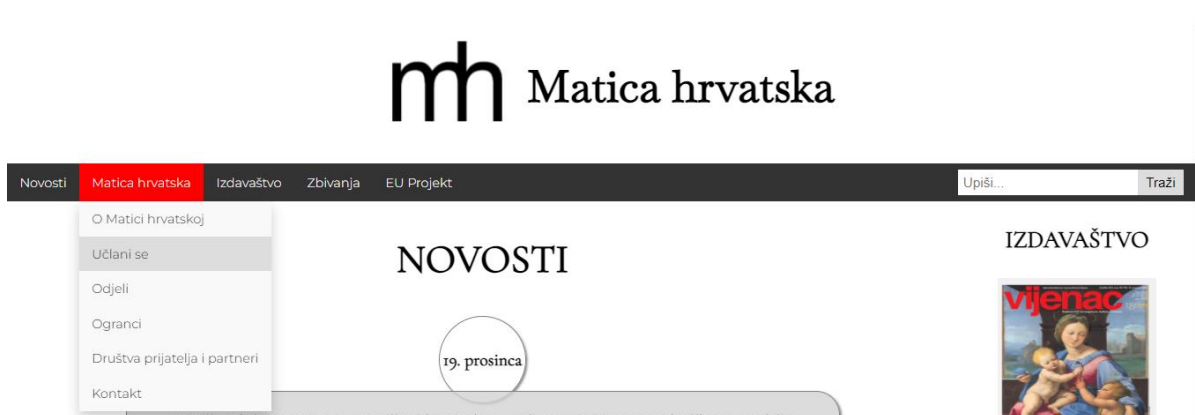 mh Matica hrvatska
Novosti Matica hrvatska Izdavaštvo Zbivanja EU Projekt Upiši... Traži
O Matici hrvatskoj
Učlani se
Odjeli
Ogranci
Društva prijatelja i partneri
Kontakt
NOVOSTI
19. prosinca
IZDAVAŠTVO
vijenac